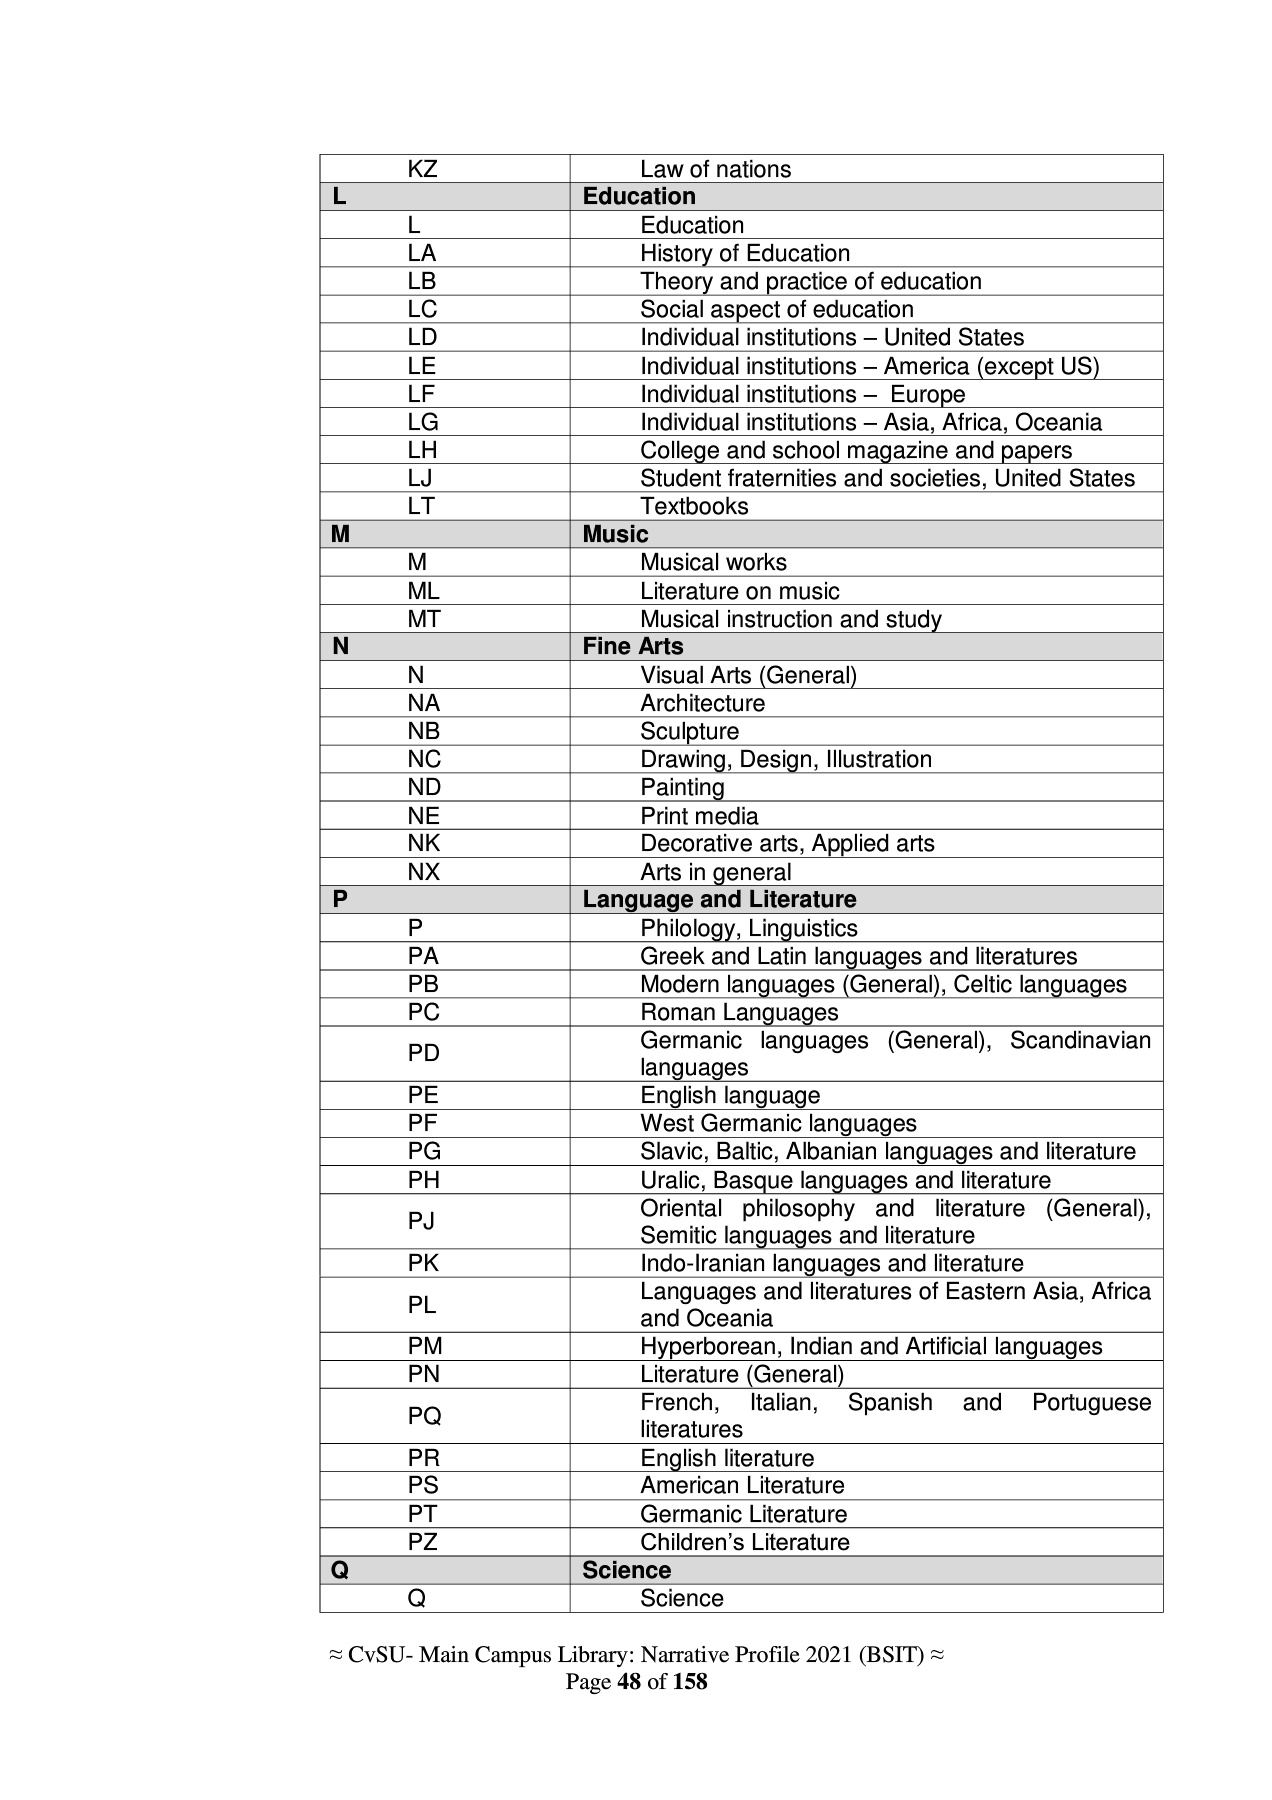 KZ Law of nations
L Education
L Education
LA History of Education
LB Theory and practice of education
LC Social aspect of education
LD Individual institutions – United States
LE Individual institutions – America (except US)
LF Individual institutions –  Europe
LG Individual institutions – Asia, Africa, Oceania
LH College and school magazine and papers
LJ Student fraternities and societies, United States
LT Textbooks
M Music
M Musical works
ML Literature on music
MT Musical instruction and study
N Fine Arts
N Visual Arts (General)
NA Architecture
NB Sculpture
NC Drawing, Design, Illustration
ND Painting
NE Print media
NK Decorative arts, Applied arts
NX Arts in general
P Language and Literature
P Philology, Linguistics
PA Greek and Latin languages and literatures
PB Modern languages (General), Celtic languages
PC Roman Languages
PD Germanic languages (General), Scandinavian
languages
PE English language
PF West Germanic languages
PG Slavic, Baltic, Albanian languages and literature
PH Uralic, Basque languages and literature
PJ Oriental philosophy and literature (General),
Semitic languages and literature
PK Indo-Iranian languages and literature
PL Languages and literatures of Eastern Asia, Africa
and Oceania
PM Hyperborean, Indian and Artificial languages
PN Literature (General)
PQ French, Italian, Spanish and Portuguese
literatures
PR English literature
PS American Literature
PT Germanic Literature
PZ Children’s Literature
Q Science
Q Science
≈ CvSU- Main Campus Library: Narrative Profile 2021 (BSIT) ≈
Page 48 of 158